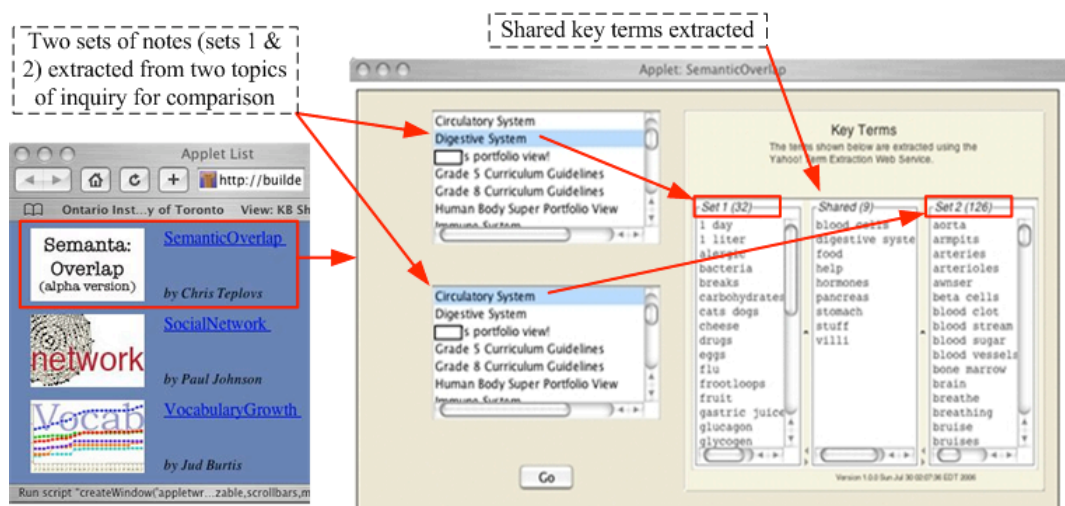 Two sets of notes (sets 1 &
2) extracted from two topics
of inquiry for comparison
Shared key terms extracted
Applet List
http://builde
Ontario Inst...y of Toronto View: KB Sh
Semanta:
Overlap
(alpha version)
SemanticOverlap
by Chris Teplovs
network
SocialNetwork
by Paul Johnson
Vocab
VocabularyGrowth
by Jud Burtis
Run script "createWindow('appletwr...zable,scrollbars,m
Applet: SemanticOverlap
Circulatory System
Digestive System
s portfolio view!
Grade 5 Curriculum Guidelines
Grade 8 Curriculum Guidelines
Human Body Super Portfolio View
Immune System
Circulatory System
Digestive System
s portfolio view!
Grade 5 Curriculum Guidelines
Grade 8 Curriculum Guidelines
Human Body Super Portfolio View
Immune System
Go
Key Terms
The terms shown below are extracted using the
Yahoo! Term Extraction Web Service.
Set 1 (32)
1 day
1 liter
alergic
bacteria
breaks
carbohydrates
cats dogs
cheese
drugs
eggs
flu
frootloops
fruit
gastric juice
glucagon
glycogen
Shared (9)
blood cells
digestive syste
food
help
hormones
pancreas
stomach
stuff
villi
Set 2 (126)
aorta
armpits
arteries
arterioles
awnser
beta cells
blood clot
blood stream
blood sugar
blood vessels
bone marrow
brain
breathe
breathing
bruise
bruises
Version 1.0.0 Sun Jul 30 02:07:36 EDT 2006